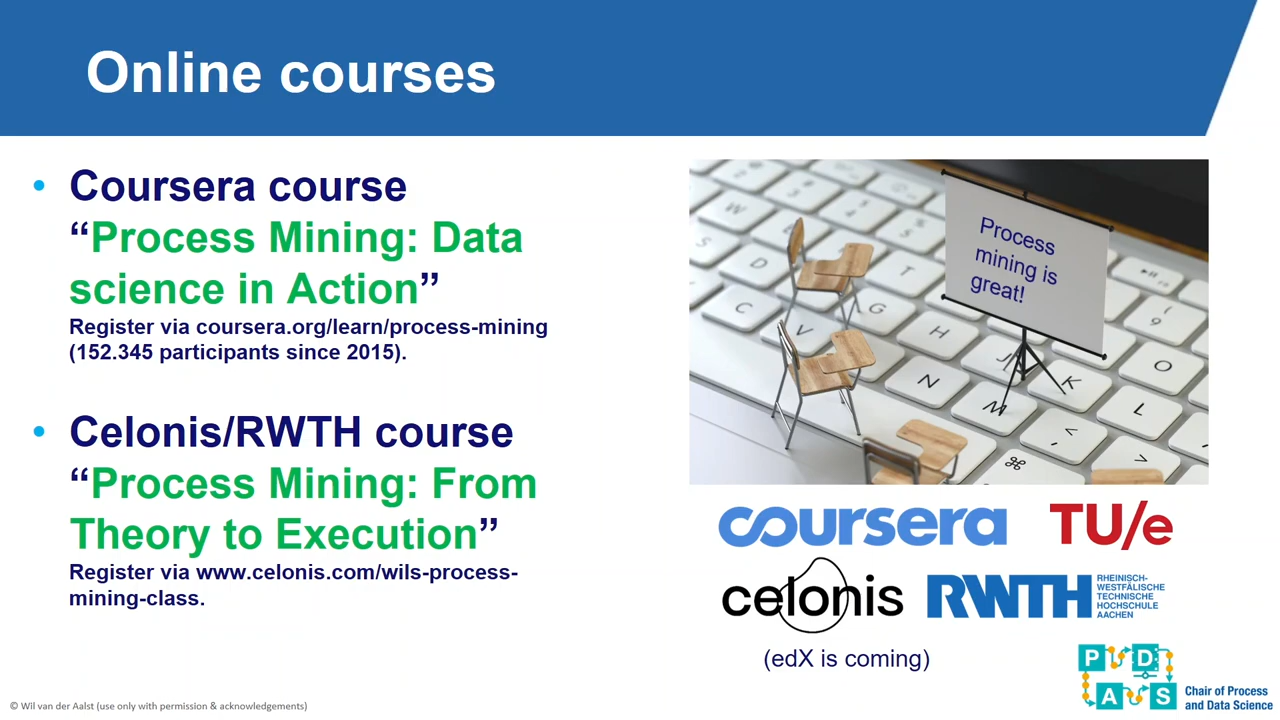 Online courses
• Coursera course
“Process Mining: Data
science in Action”
Register via coursera.org/learn/process-mining
(152.345 participants since 2015).
• Celonis/RWTH course
“Process Mining: From
Theory to Execution”
Register via www.celonis.com/wils-process-
mining-class.
Process
mining is
great!
W
S
D
T
C
V
G
H
N
J
M
K
O
L
9
⌘
coursera
TU/e
celonis
RWTH
RHEINISCH-
WESTFÄLISCHE
TECHNISCHE
HOCHSCHULE
AACHEN
(edX is coming)
P D
A S
Chair of Process
and Data Science
© Wil van der Aalst (use only with permission & acknowledgements)